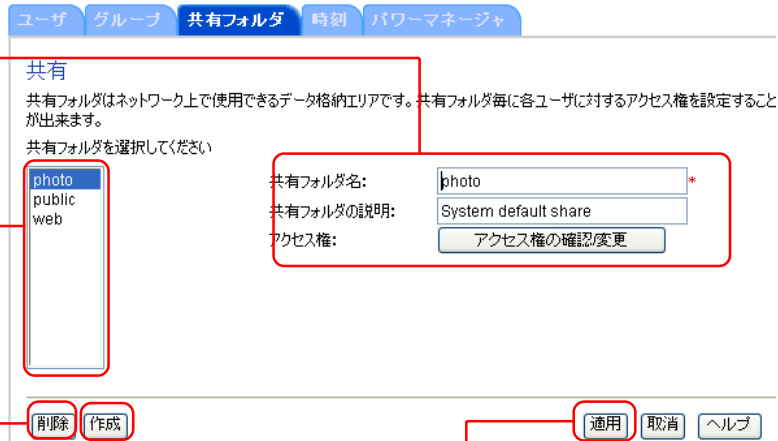 ユーザ グループ 共有フォルダ 時刻 パワーマネージャ
共有
共有フォルダはネットワーク上で使用できるデータ格納エリアです。共有フォルダ毎に各ユーザに対するアクセス権を設定すること
が出来ます。
共有フォルダを選択してください
photo
public
web
共有フォルダ名: photo *
共有フォルダの説明: System default share
アクセス権: アクセス権の確認/変更
削除 作成 適用 取消 ヘルプ